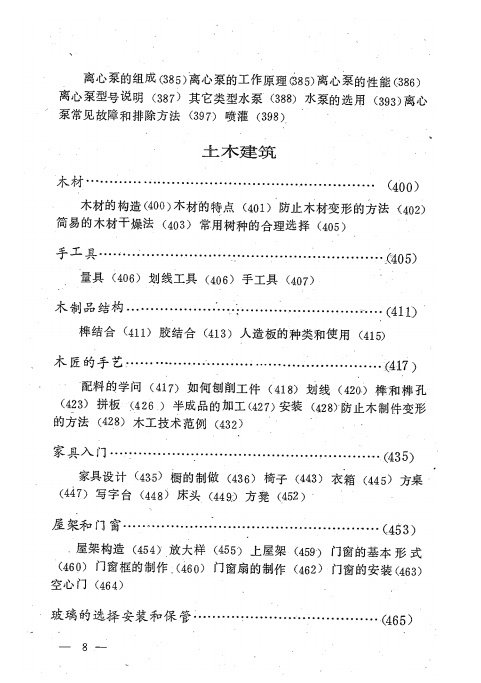 离心泵的组成(385)离心泵的工作原理(385)离心泵的性能(386)
离心泵型号说明 (387) 其它类型水泵 (388) 水泵的选用 (393)离心
泵常见故障和排除方法 (397) 喷灌 (398)
土木建筑
木材…………………………………………………… (400)
木材的构造(400)木材的特点 (401) 防止木材变形的方法 (402)
简易的木材干燥法 (403) 常用树种的合理选择 (405)
手工具……………………………………………………(405)
量具 (406) 划线工具 (406) 手工具 (407)
木制品结构………………………………………………(411)
榫结合 (411) 胶结合 (413) 人造板的种类和使用 (415)
木匠的手艺………………………………………………(417)
配料的学问 (417) 如何刨削工件 (418) 划线 (420) 榫和榫孔
(423) 拼板 (426) 半成品的加工(427)安装 (428)防止木制件变形
的方法 (428) 木工技术范例 (432)
家具入门…………………………………………………(435)
家具设计 (435) 橱的制做 (436) 椅子 (443) 衣箱 (445) 方桌
(447) 写字台 (448) 床头 (449) 方凳 (452)
屋架和门窗………………………………………………(453)
屋架构造 (454) 放大样 (455) 上屋架 (459) 门窗的基本形式
(460) 门窗框的制作 (460) 门窗扇的制作 (462) 门窗的安装(463)
空心门 (464)
玻璃的选择安装和保管…………………………………(465)
— 8 —